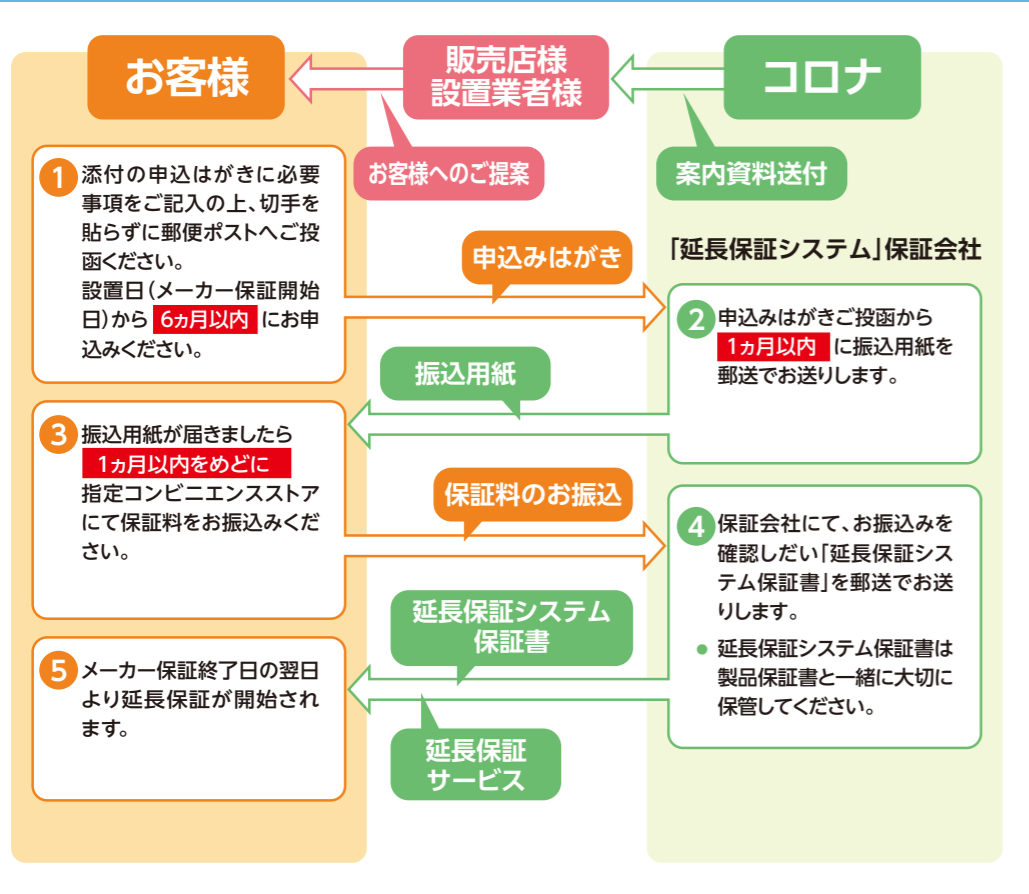 お客様
販売店様
設置業者様
コロナ
お客様へのご提案
案内資料送付
1 添付の申込はがきに必要
事項をご記入の上、切手を
貼らずに郵便ポストへご投
函ください。
設置日(メーカー保証開始
日)から 6ヵ月以内 にお申
込みください。
申込みはがき
「延長保証システム」保証会社
2 申込みはがきご投函から
1ヵ月以内 に振込用紙を
郵送でお送りします。
振込用紙
3 振込用紙が届きましたら
1ヵ月以内をめどに
指定コンビニエンスストア
にて保証料をお振込みくだ
さい。
保証料のお振込
4 保証会社にて、お振込みを
確認しだい「延長保証シス
テム保証書」を郵送でお送
りします。
● 延長保証システム保証書は
製品保証書と一緒に大切に
保管してください。
延長保証システム
保証書
5 メーカー保証終了日の翌日
より延長保証が開始され
ます。
延長保証
サービス